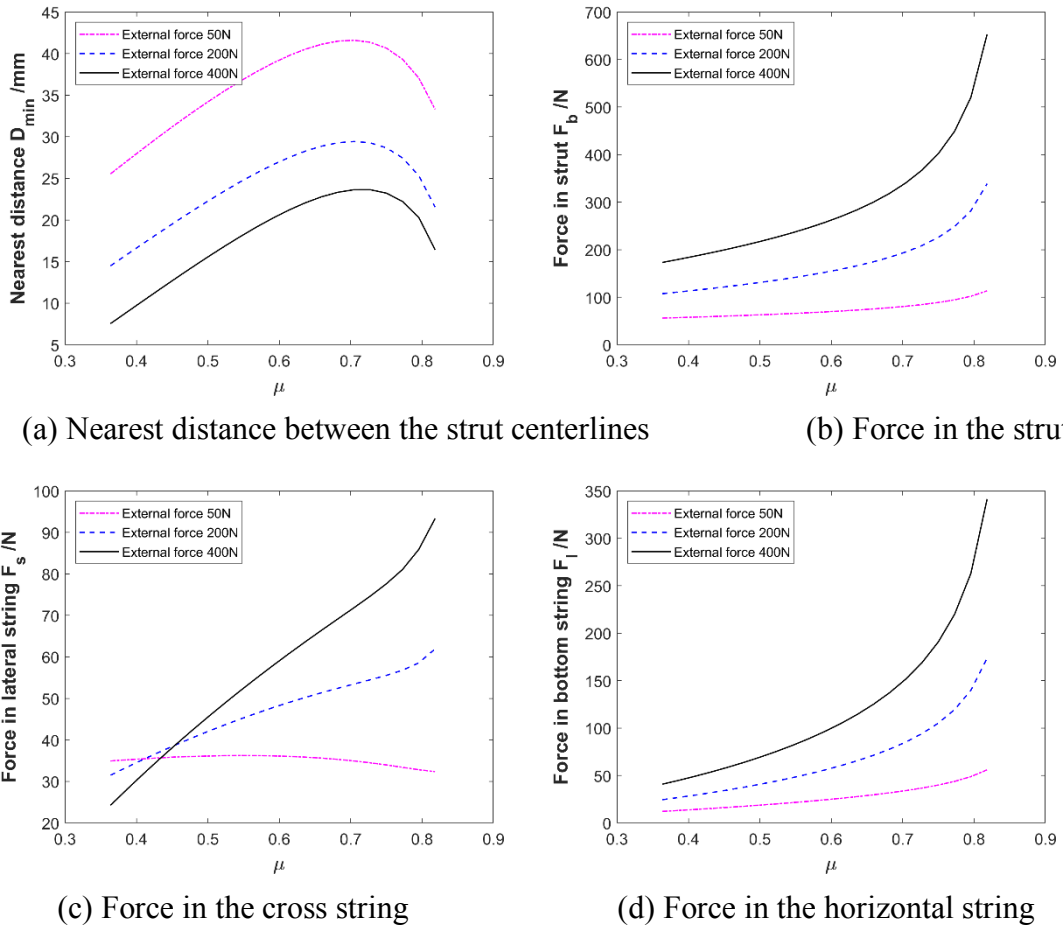 45
40
35
30
25
20
15
10
5
Nearest distance D_min /mm
External force 50N
External force 200N
External force 400N
0.3 0.4 0.5 0.6 0.7 0.8 0.9
μ
700
600
500
400
300
200
100
0
Force in strut F_b /N
External force 50N
External force 200N
External force 400N
0.3 0.4 0.5 0.6 0.7 0.8 0.9
μ
(a) Nearest distance between the strut centerlines
(b) Force in the strut
100
90
80
70
60
50
40
30
20
Force in lateral string F_s /N
External force 50N
External force 200N
External force 400N
0.3 0.4 0.5 0.6 0.7 0.8 0.9
μ
350
300
250
200
150
100
50
0
Force in bottom string F_l /N
External force 50N
External force 200N
External force 400N
0.3 0.4 0.5 0.6 0.7 0.8 0.9
μ
(c) Force in the cross string
(d) Force in the horizontal string